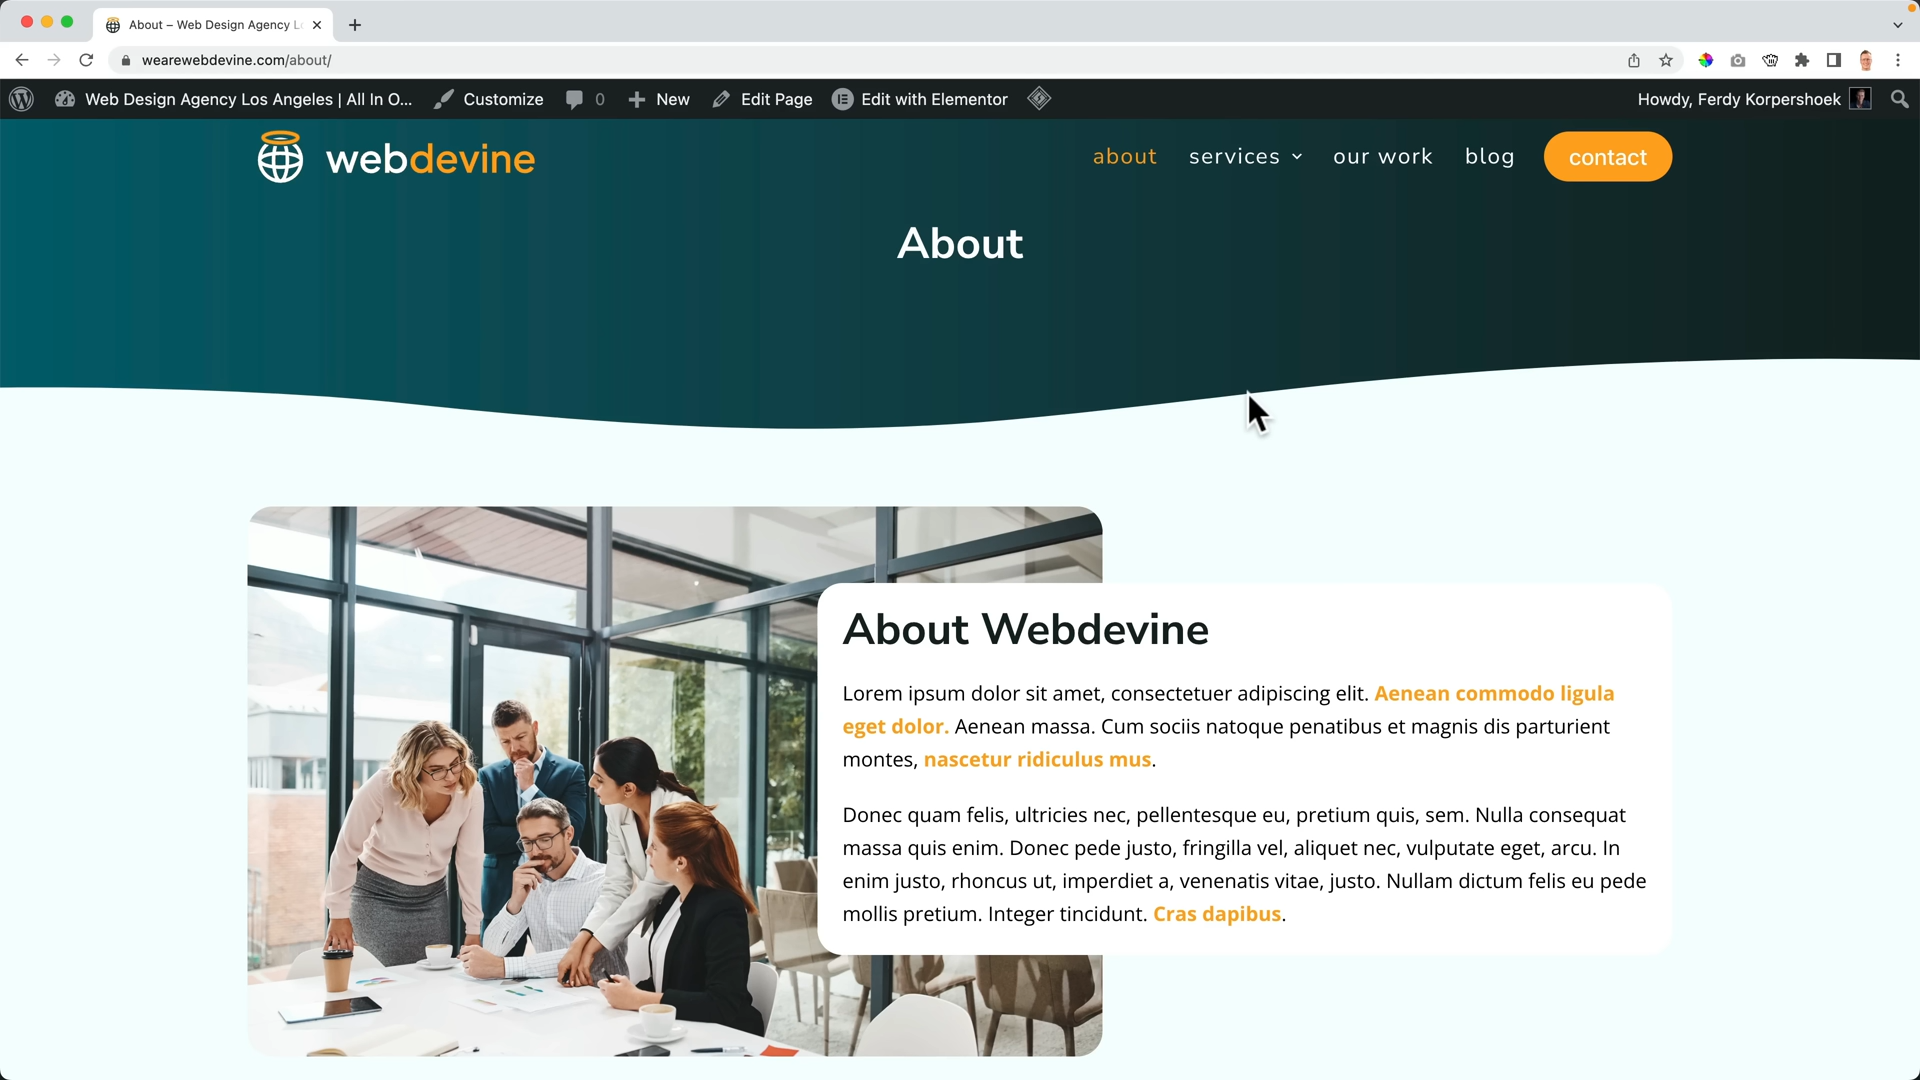 About – Web Design Agency L
wearewebdevine.com/about/
Web Design Agency Los Angeles | All In O... Customize 0 New Edit Page Edit with Elementor Howdy, Ferdy Korpershoek
webdevine about services our work blog contact
About
About Webdevine
Lorem ipsum dolor sit amet, consectetuer adipiscing elit. Aenean commodo ligula
eget dolor. Aenean massa. Cum sociis natoque penatibus et magnis dis parturient
montes, nascetur ridiculus mus.
Donec quam felis, ultricies nec, pellentesque eu, pretium quis, sem. Nulla consequat
massa quis enim. Donec pede justo, fringilla vel, aliquet nec, vulputate eget, arcu. In
enim justo, rhoncus ut, imperdiet a, venenatis vitae, justo. Nullam dictum felis eu pede
mollis pretium. Integer tincidunt. Cras dapibus.